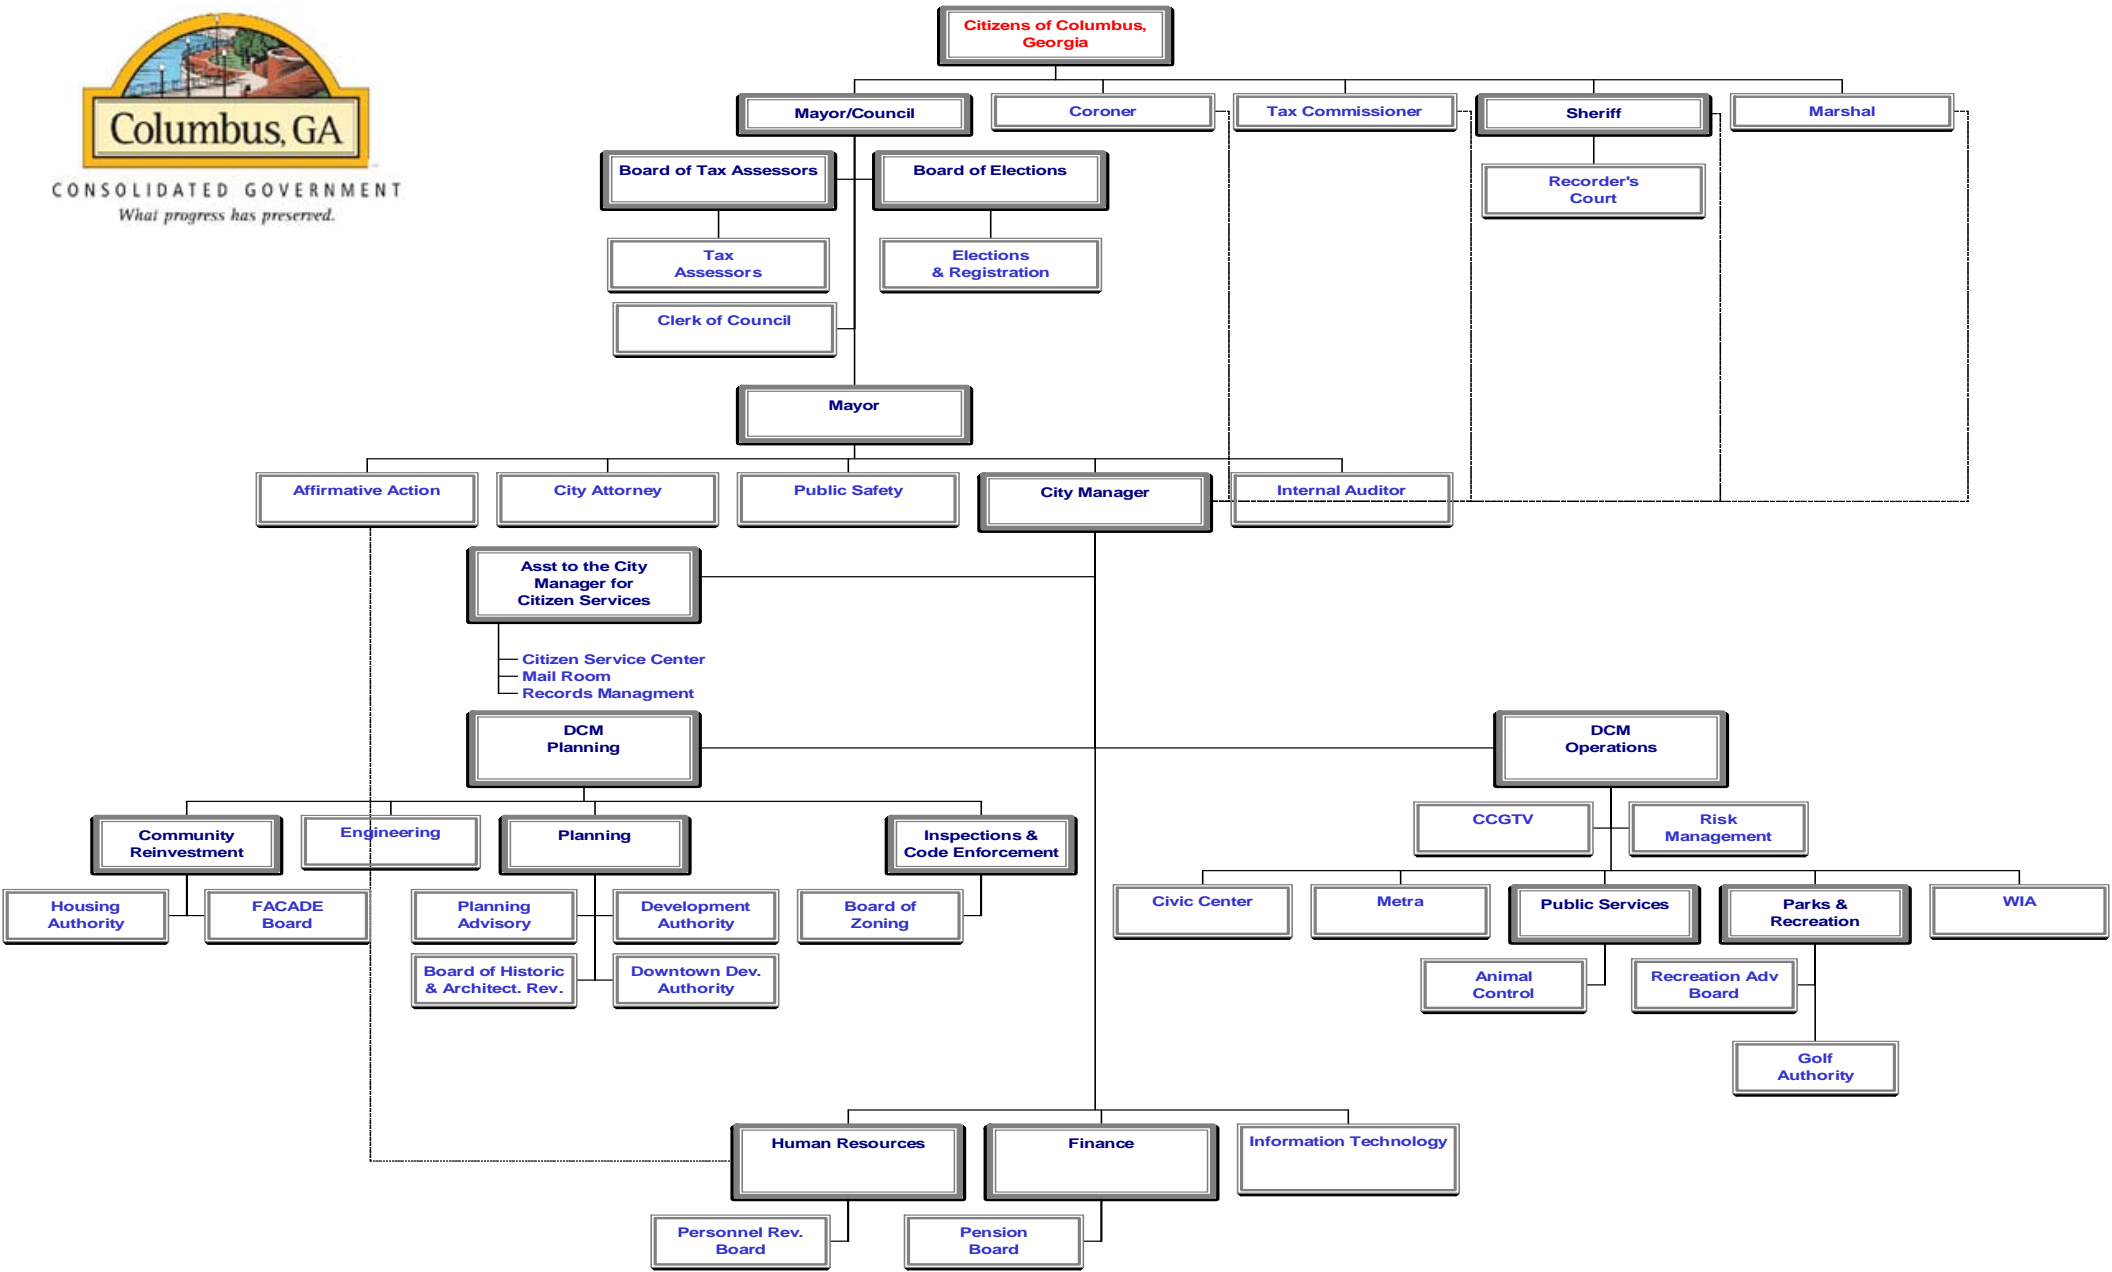 Citizens of Columbus,
Georgia
Columbus, GA
CONSOLIDATED GOVERNMENT
What progress has preserved.
Mayor/Council
Coroner
Tax Commissioner
Sheriff
Marshal
Board of Tax Assessors
Board of Elections
Recorder's
Court
Tax
Assessors
Elections
& Registration
Clerk of Council
Mayor
Affirmative Action
City Attorney
Public Safety
City Manager
Internal Auditor
Asst to the City
Manager for
Citizen Services
Citizen Service Center
Mail Room
Records Managment
DCM
Planning
DCM
Operations
CCGTV
Risk
Management
Community
Reinvestment
Engineering
Planning
Inspections &
Code Enforcement
Housing
Authority
FACADE
Board
Planning
Advisory
Development
Authority
Board of
Zoning
Civic Center
Metra
Public Services
Parks &
Recreation
WIA
Board of Historic
& Architect. Rev.
Downtown Dev.
Authority
Animal
Control
Recreation Adv
Board
Golf
Authority
Human Resources
Finance
Information Technology
Personnel Rev.
Board
Pension
Board